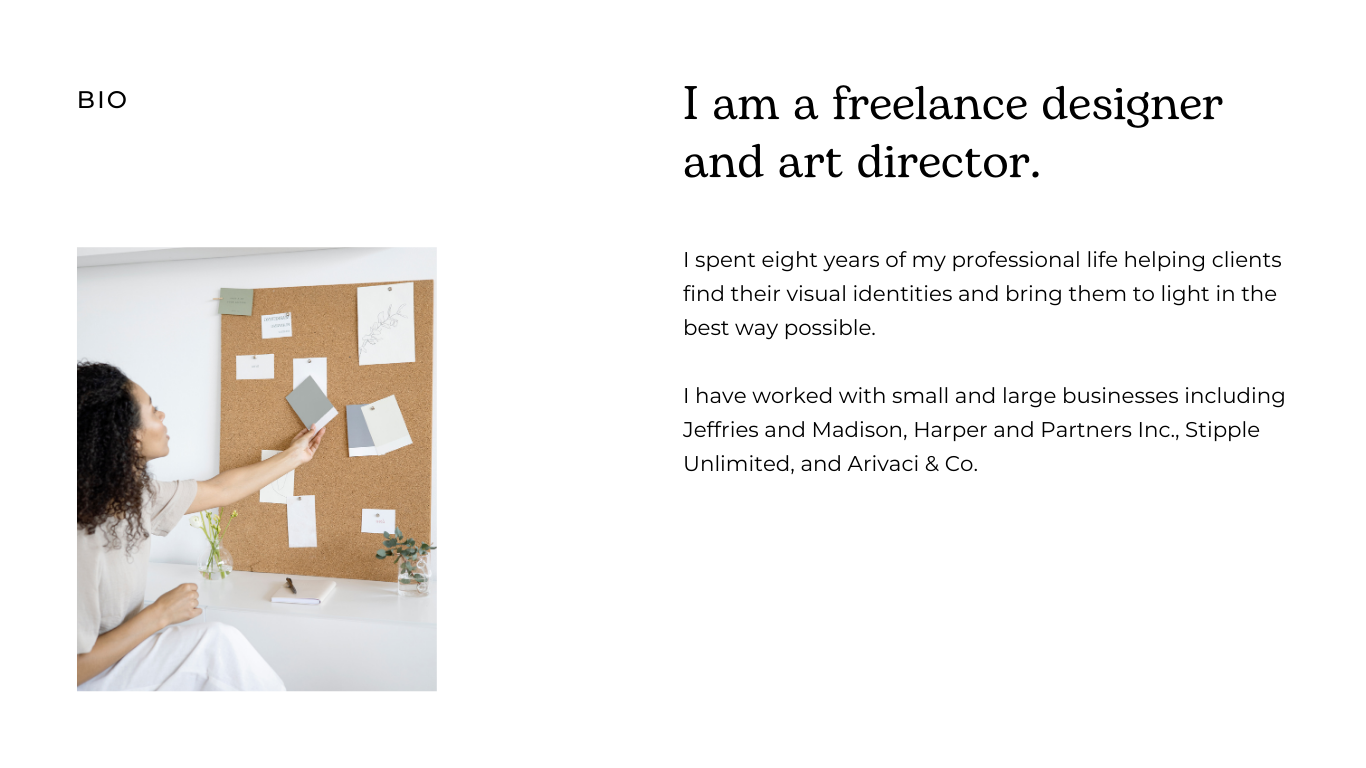 BIO
I am a freelance designer
and art director.
I spent eight years of my professional life helping clients
find their visual identities and bring them to light in the
best way possible.
I have worked with small and large businesses including
Jeffries and Madison, Harper and Partners Inc., Stipple
Unlimited, and Arivaci & Co.